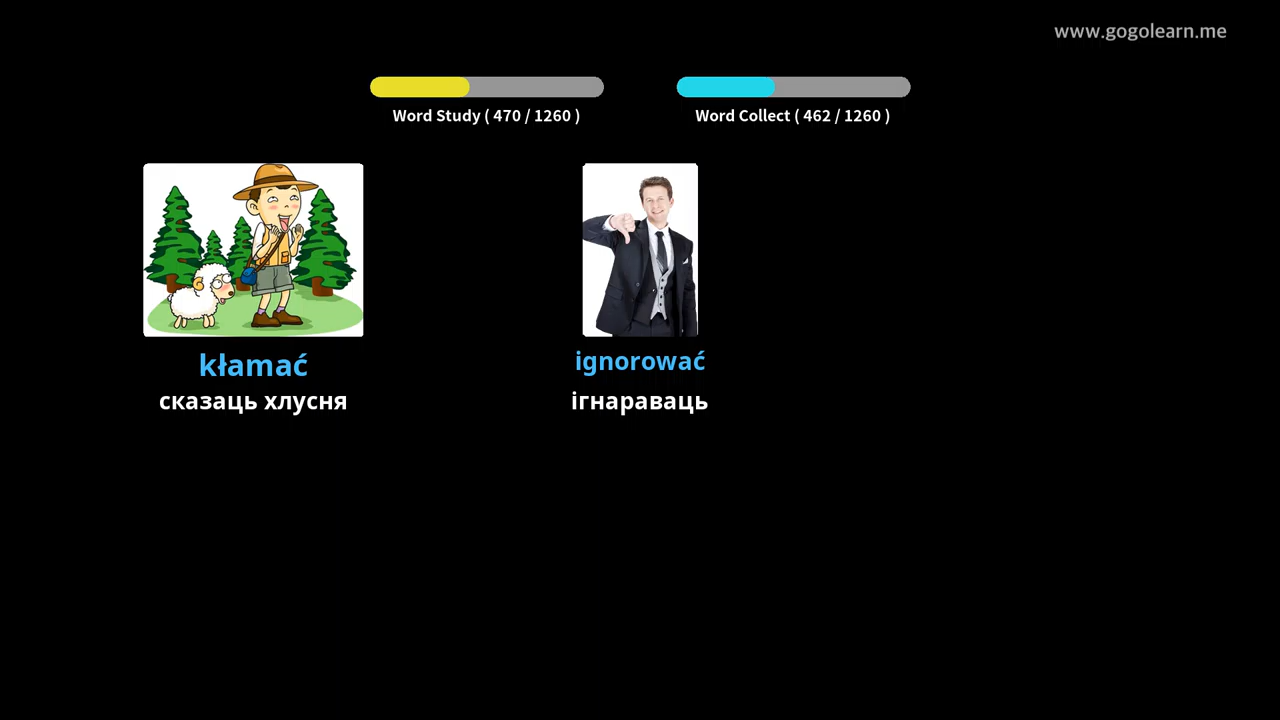 www.gogolearn.me
Word Study ( 470 / 1260 )
Word Collect ( 462 / 1260 )
kłamać
сказаць хлусня
ignorować
ігнараваць